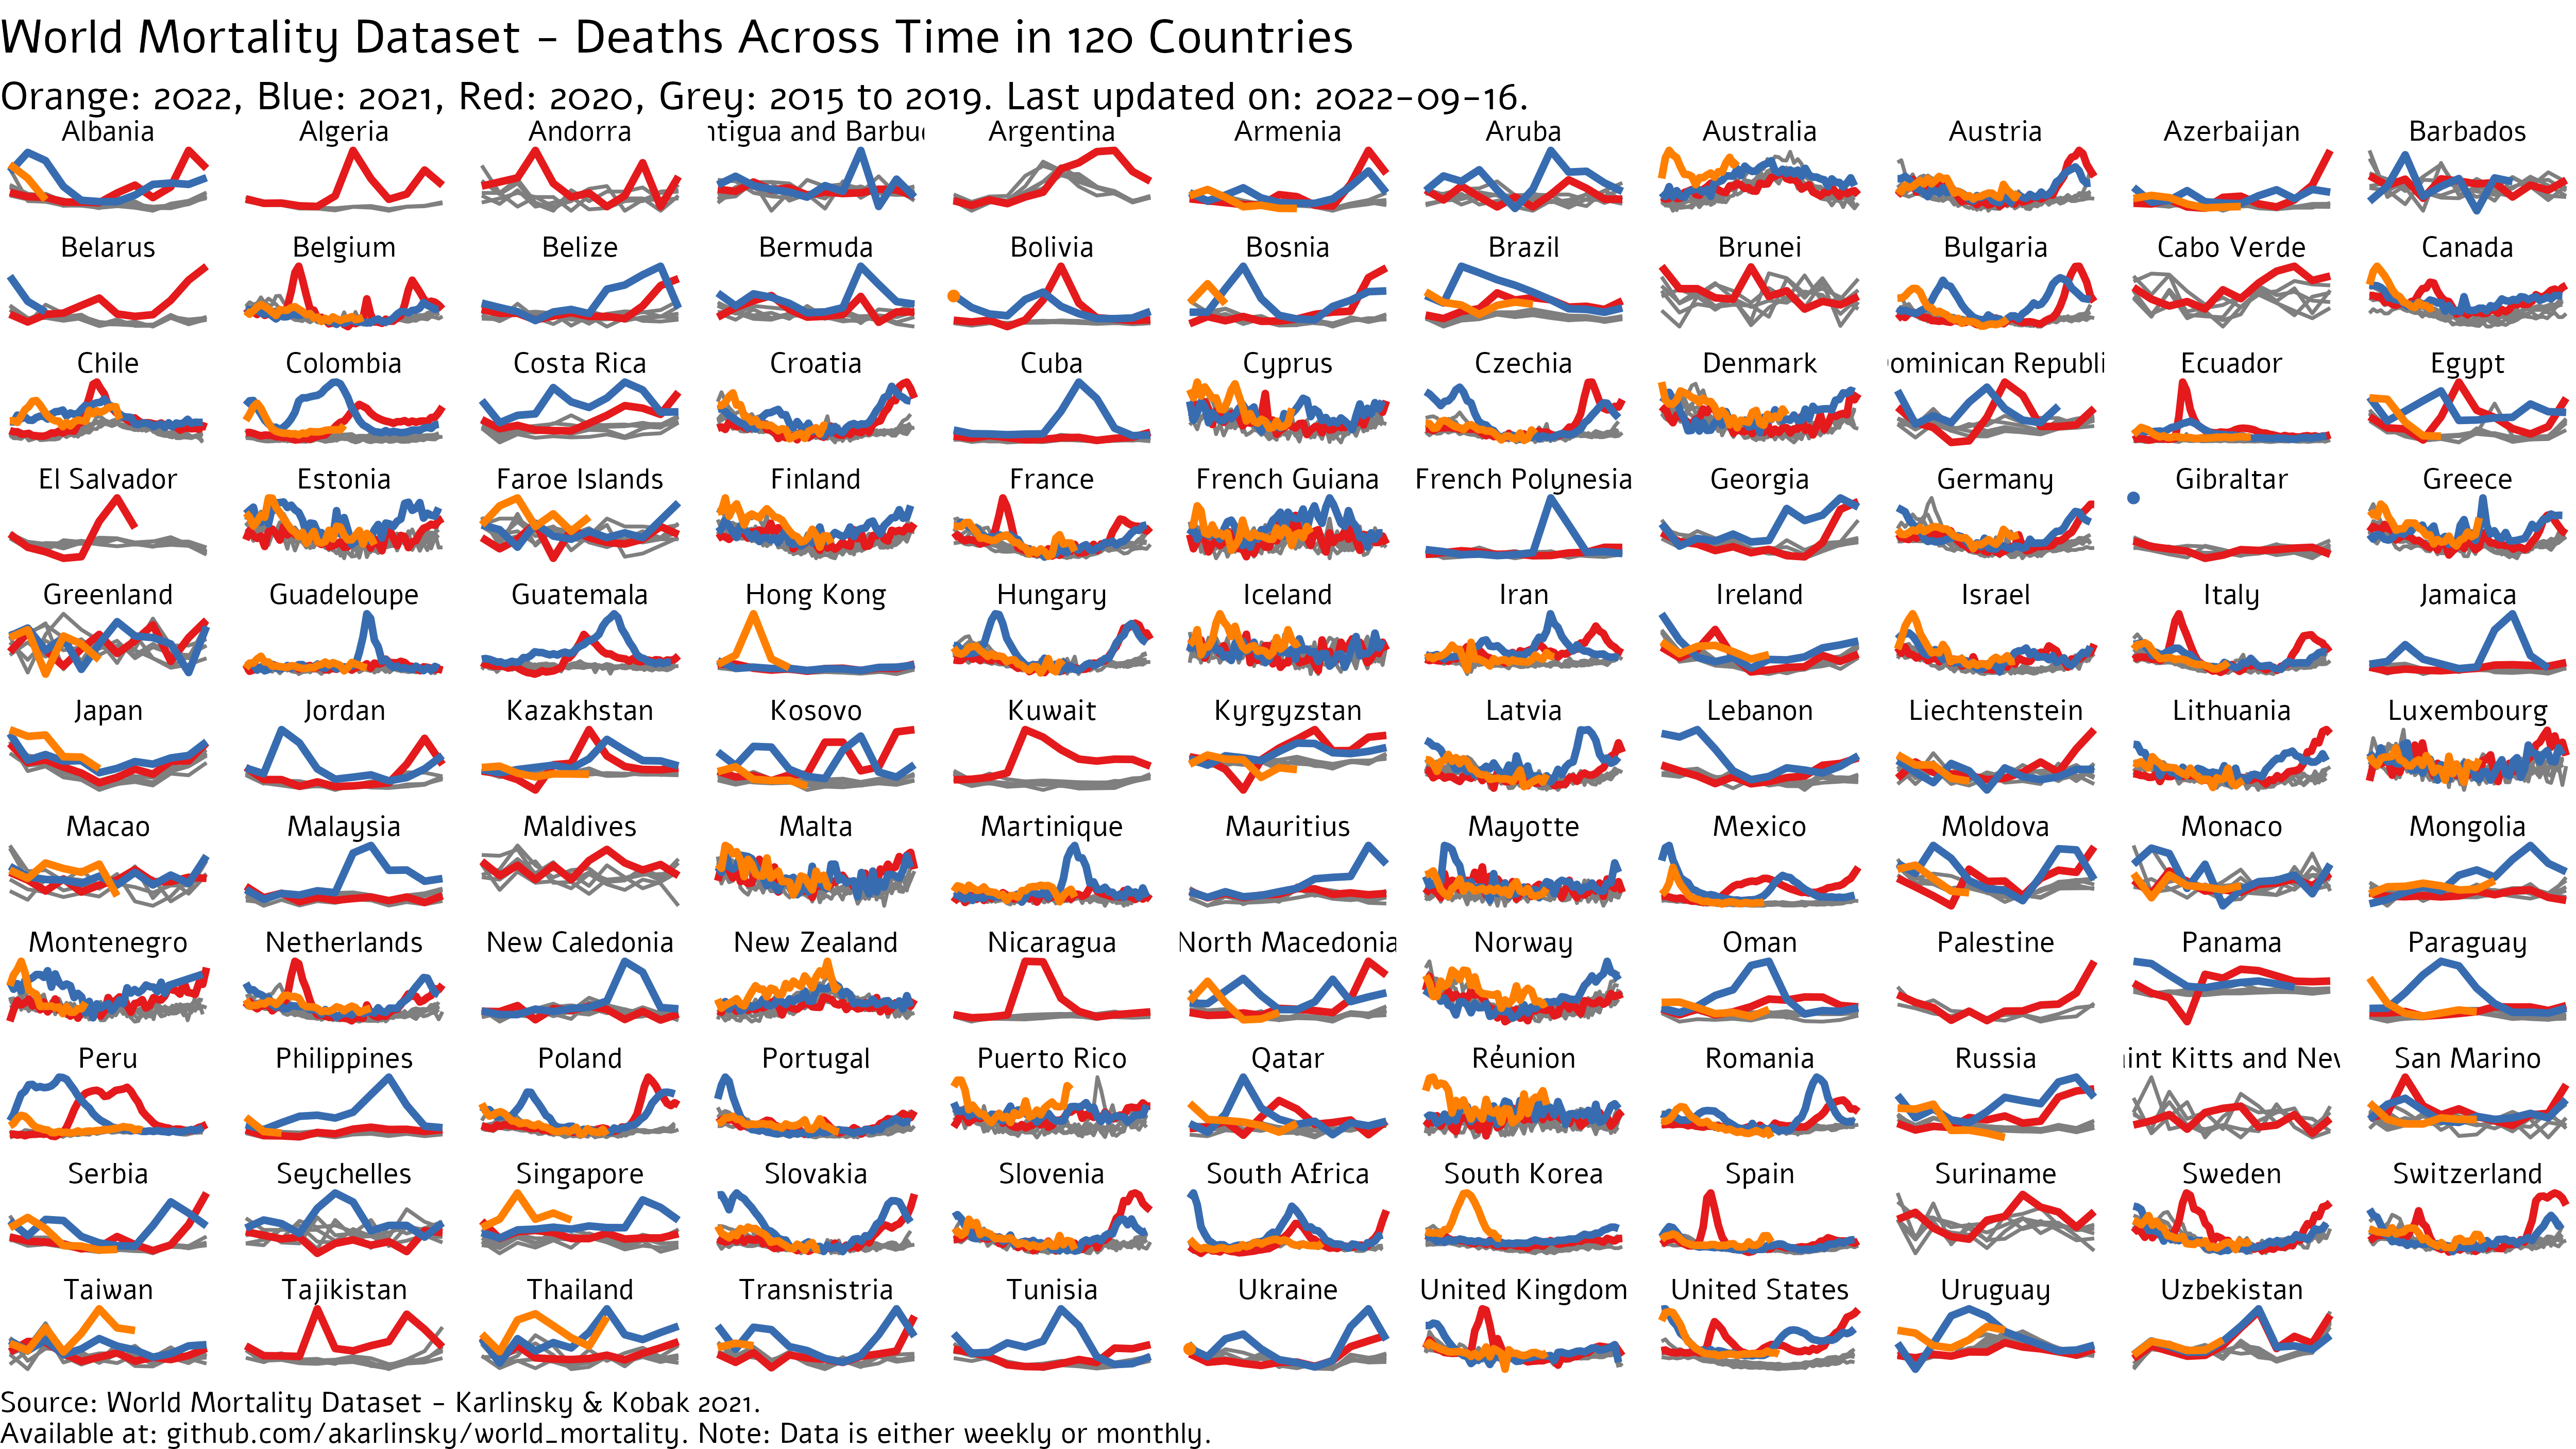 World Mortality Dataset - Deaths Across Time in 120 Countries
Orange: 2022, Blue: 2021, Red: 2020, Grey: 2015 to 2019. Last updated on: 2022-09-16.
Albania Algeria Andorra ntigua and Barbu Argentina Armenia Aruba Australia Austria Azerbaijan Barbados
Belarus Belgium Belize Bermuda Bolivia Bosnia Brazil Brunei Bulgaria Cabo Verde Canada
Chile Colombia Costa Rica Croatia Cuba Cyprus Czechia Denmark ominican Republi Ecuador Egypt
El Salvador Estonia Faroe Islands Finland France French Guiana French Polynesia Georgia Germany Gibraltar Greece
Greenland Guadeloupe Guatemala Hong Kong Hungary Iceland Iran Ireland Israel Italy Jamaica
Japan Jordan Kazakhstan Kosovo Kuwait Kyrgyzstan Latvia Lebanon Liechtenstein Lithuania Luxembourg
Macao Malaysia Maldives Malta Martinique Mauritius Mayotte Mexico Moldova Monaco Mongolia
Montenegro Netherlands New Caledonia New Zealand Nicaragua North Macedonia Norway Oman Palestine Panama Paraguay
Peru Philippines Poland Portugal Puerto Rico Qatar Réunion Romania Russia int Kitts and Nev San Marino
Serbia Seychelles Singapore Slovakia Slovenia South Africa South Korea Spain Suriname Sweden Switzerland
Taiwan Tajikistan Thailand Transnistria Tunisia Ukraine United Kingdom United States Uruguay Uzbekistan
Source: World Mortality Dataset - Karlinsky & Kobak 2021.
Available at: github.com/akarlinsky/world_mortality. Note: Data is either weekly or monthly.